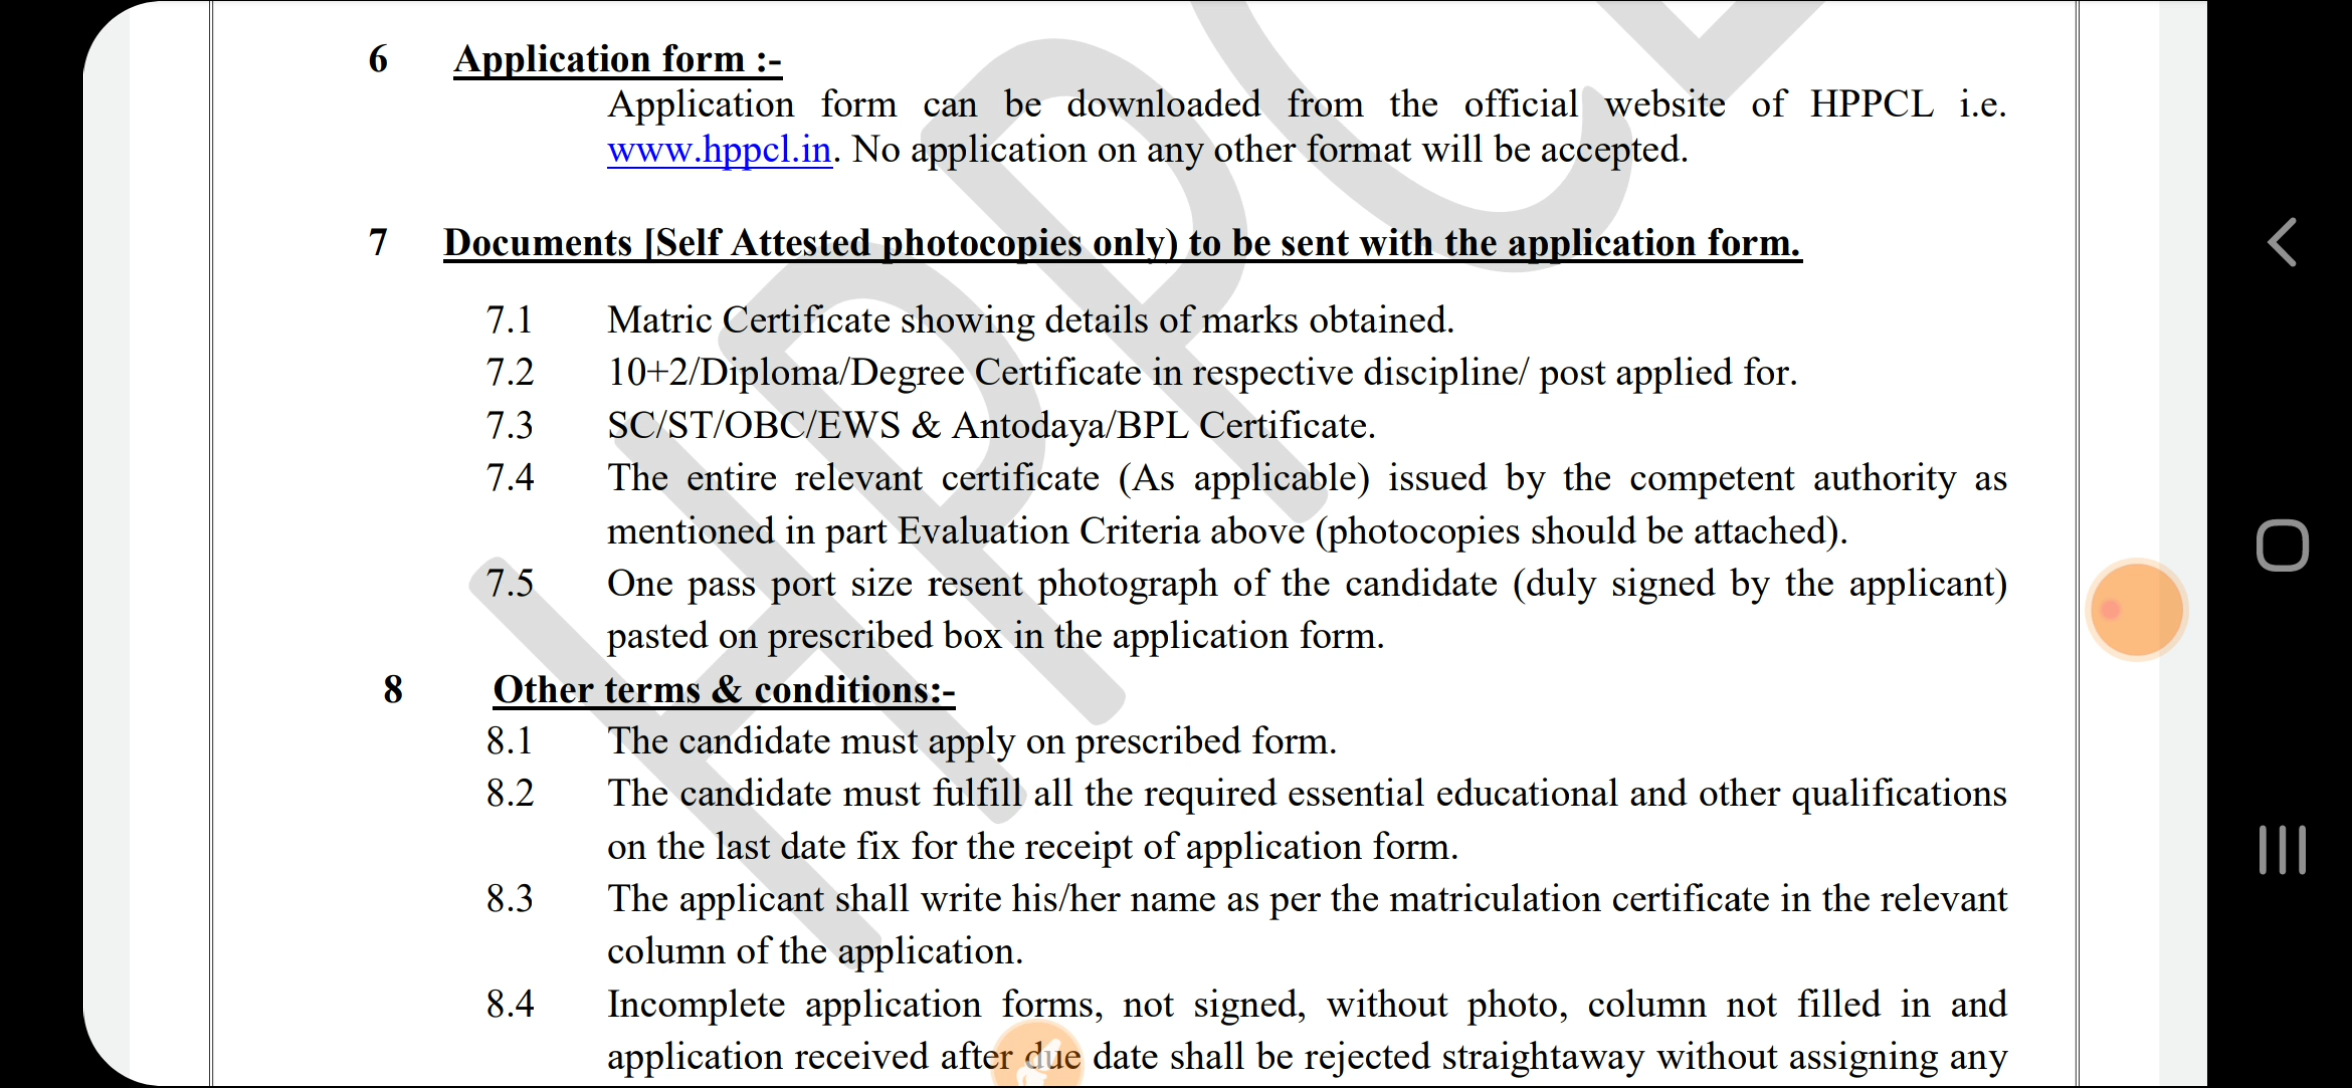 6 Application form :-
Application form can be downloaded from the official website of HPPCL i.e.
www.hppcl.in. No application on any other format will be accepted.
7 Documents [Self Attested photocopies only) to be sent with the application form.
7.1 Matric Certificate showing details of marks obtained.
7.2 10+2/Diploma/Degree Certificate in respective discipline/ post applied for.
7.3 SC/ST/OBC/EWS & Antodaya/BPL Certificate.
7.4 The entire relevant certificate (As applicable) issued by the competent authority as
mentioned in part Evaluation Criteria above (photocopies should be attached).
7.5 One pass port size resent photograph of the candidate (duly signed by the applicant)
pasted on prescribed box in the application form.
8 Other terms & conditions:-
8.1 The candidate must apply on prescribed form.
8.2 The candidate must fulfill all the required essential educational and other qualifications
on the last date fix for the receipt of application form.
8.3 The applicant shall write his/her name as per the matriculation certificate in the relevant
column of the application.
8.4 Incomplete application forms, not signed, without photo, column not filled in and
application received after due date shall be rejected straightaway without assigning any